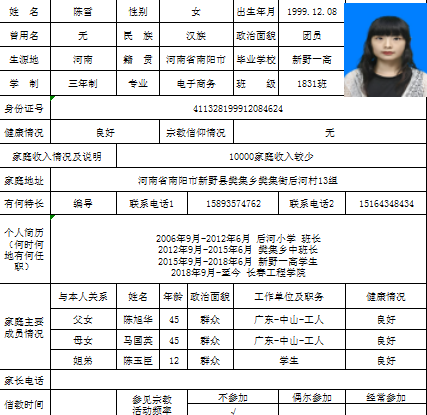 姓 名 陈雪 性别 女 出生年月 1999.12.08
曾用名 无 民 族 汉族 政治面貌 团员
生源地 河南 籍 贯 河南省南阳市 毕业学校 新野一高
学 制 三年制 专业 电子商务 班 级 1831班
身份证号 411328199912084624
健康情况 良好 宗教信仰情况 无
家庭收入情况及说明 10000家庭收入较少
家庭地址 河南省南阳市新野县樊集乡樊集街后河村13组
有何特长 编导 联系电话1 15893574762 联系电话2 15164348434
个人简历
（何时何
地有何任
职）
2006年9月-2012年6月 后河小学 班长
2012年9月-2015年6月 樊集乡中班长
2015年9月-2018年6月 新野一高学生
2018年9月-至今 长春工程学院
家庭主要
成员情况
与本人关系 姓名 年龄 政治面貌 工作单位及职务 健康情况
父女 陈旭华 45 群众 广东-中山-工人 良好
母女 马国英 45 群众 广东-中山-工人 良好
姐弟 陈玉臣 12 群众 学生 良好
家长电话
信教时间 参见宗教
活动频率 不参加 偶尔参加 经常参加
√